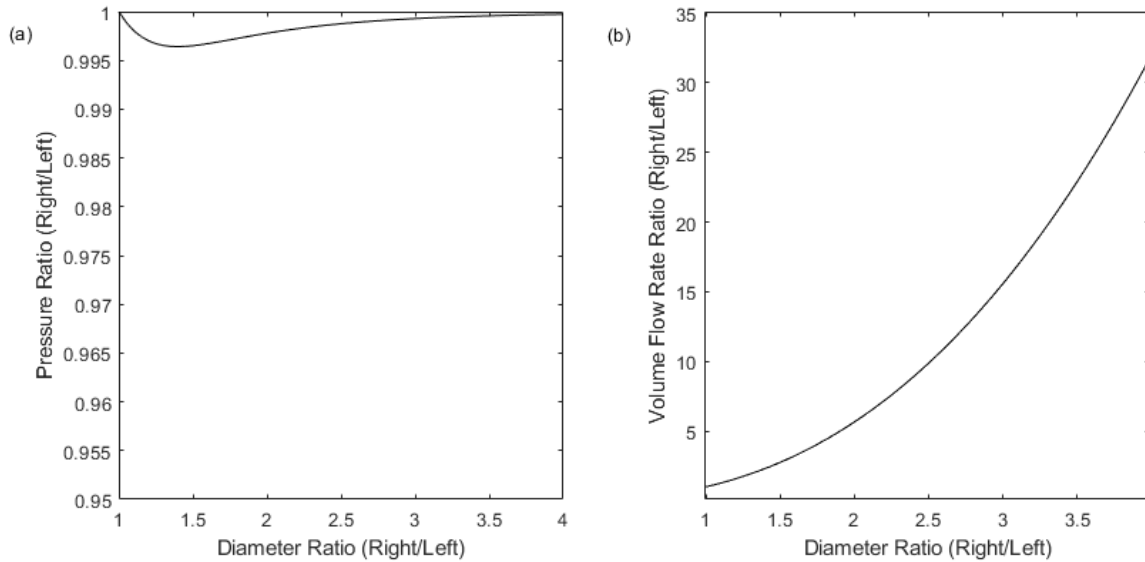 (a)
1
0.995
0.99
0.985
0.98
0.975
0.97
0.965
0.96
0.955
0.95
Pressure Ratio (Right/Left)
1 1.5 2 2.5 3 3.5 4
Diameter Ratio (Right/Left)
(b)
35
30
25
20
15
10
5
Volume Flow Rate Ratio (Right/Left)
1 1.5 2 2.5 3 3.5
Diameter Ratio (Right/Left)